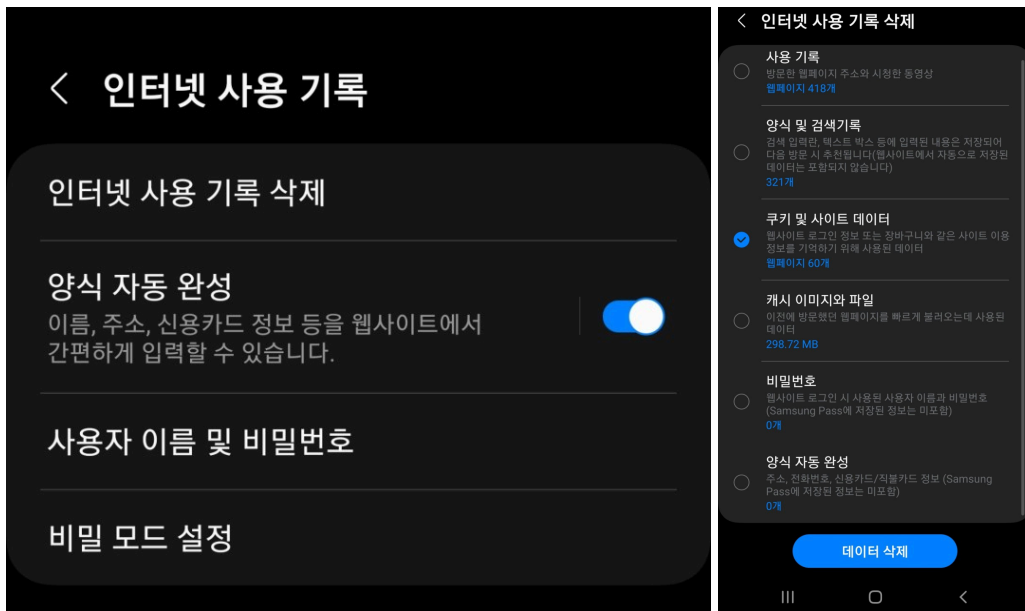 인터넷 사용 기록
인터넷 사용 기록 삭제
양식 자동 완성
이름, 주소, 신용카드 정보 등을 웹사이트에서
간편하게 입력할 수 있습니다.
사용자 이름 및 비밀번호
비밀 모드 설정
인터넷 사용 기록 삭제
사용 기록
방문한 웹페이지 주소와 시청한 동영상
웹페이지 418개
양식 및 검색기록
검색 입력란, 텍스트 박스 등에 입력된 내용은 저장되어
다음 방문 시 추천됩니다(웹사이트에서 자동으로 저장된
데이터는 포함되지 않습니다)
321개
쿠키 및 사이트 데이터
웹사이트 로그인 정보 또는 장바구니와 같은 사이트 이용
정보를 기억하기 위해 사용된 데이터
웹페이지 60개
캐시 이미지와 파일
이전에 방문했던 웹페이지를 빠르게 불러오는데 사용된
데이터
298.72 MB
비밀번호
웹사이트 로그인 시 사용된 사용자 이름과 비밀번호
(Samsung Pass에 저장된 정보는 미포함)
0개
양식 자동 완성
주소, 전화번호, 신용카드/직불카드 정보 (Samsung
Pass에 저장된 정보는 미포함)
0개
데이터 삭제